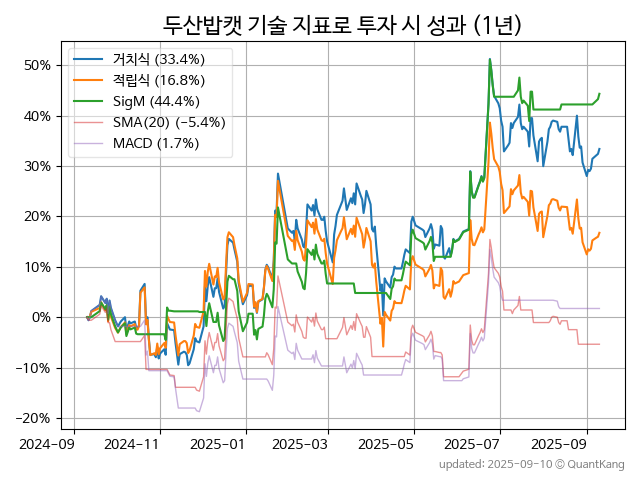 두산밥캣 기술 지표로 투자 시 성과 (1년)
거치식 (33.4%)
적립식 (16.8%)
SigM (44.4%)
SMA(20) (−5.4%)
MACD (1.7%)
50%
40%
30%
20%
10%
0%
−10%
−20%
2024-09 2024-11 2025-01 2025-03 2025-05 2025-07 2025-09
updated: 2025-09-10 © QuantKang